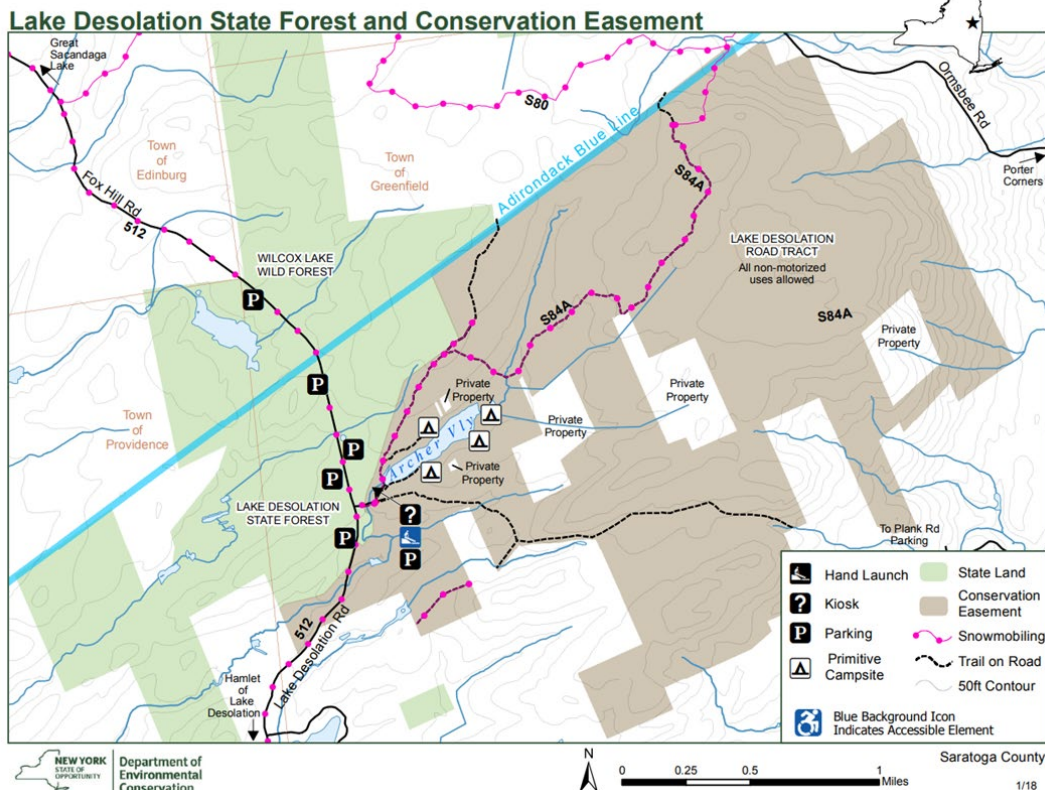 Lake Desolation State Forest and Conservation Easement
Great
Sacandaga
Lake
S80
Ormsbee Rd
Porter
Corners
Town
of
Edinburg
Town
of
Greenfield
Adirondack Blue Line
Fox Hill Rd
512
S84A
WILCOX LAKE
WILD FOREST
LAKE DESOLATION
ROAD TRACT
All non-motorized
uses allowed
P
S84A
S84A
Private
Property
P
Private
Property
Private
Property
Town
of
Providence
Private
Property
Archer Vly
P
P
Private
Property
LAKE DESOLATION
STATE FOREST
?
P
P
To Plank Rd
Parking
512
Lake Desolation Rd
Hamlet
of
Lake
Desolation
Hand Launch
State Land
? Kiosk
Conservation
Easement
P Parking
Snowmobiling
Primitive
Campsite
Trail on Road
50ft Contour
Blue Background Icon
Indicates Accessible Element
NEW YORK
STATE OF
OPPORTUNITY
Department of
Environmental
Conservation
N
0 0.25 0.5 1
Miles
Saratoga County
1/18